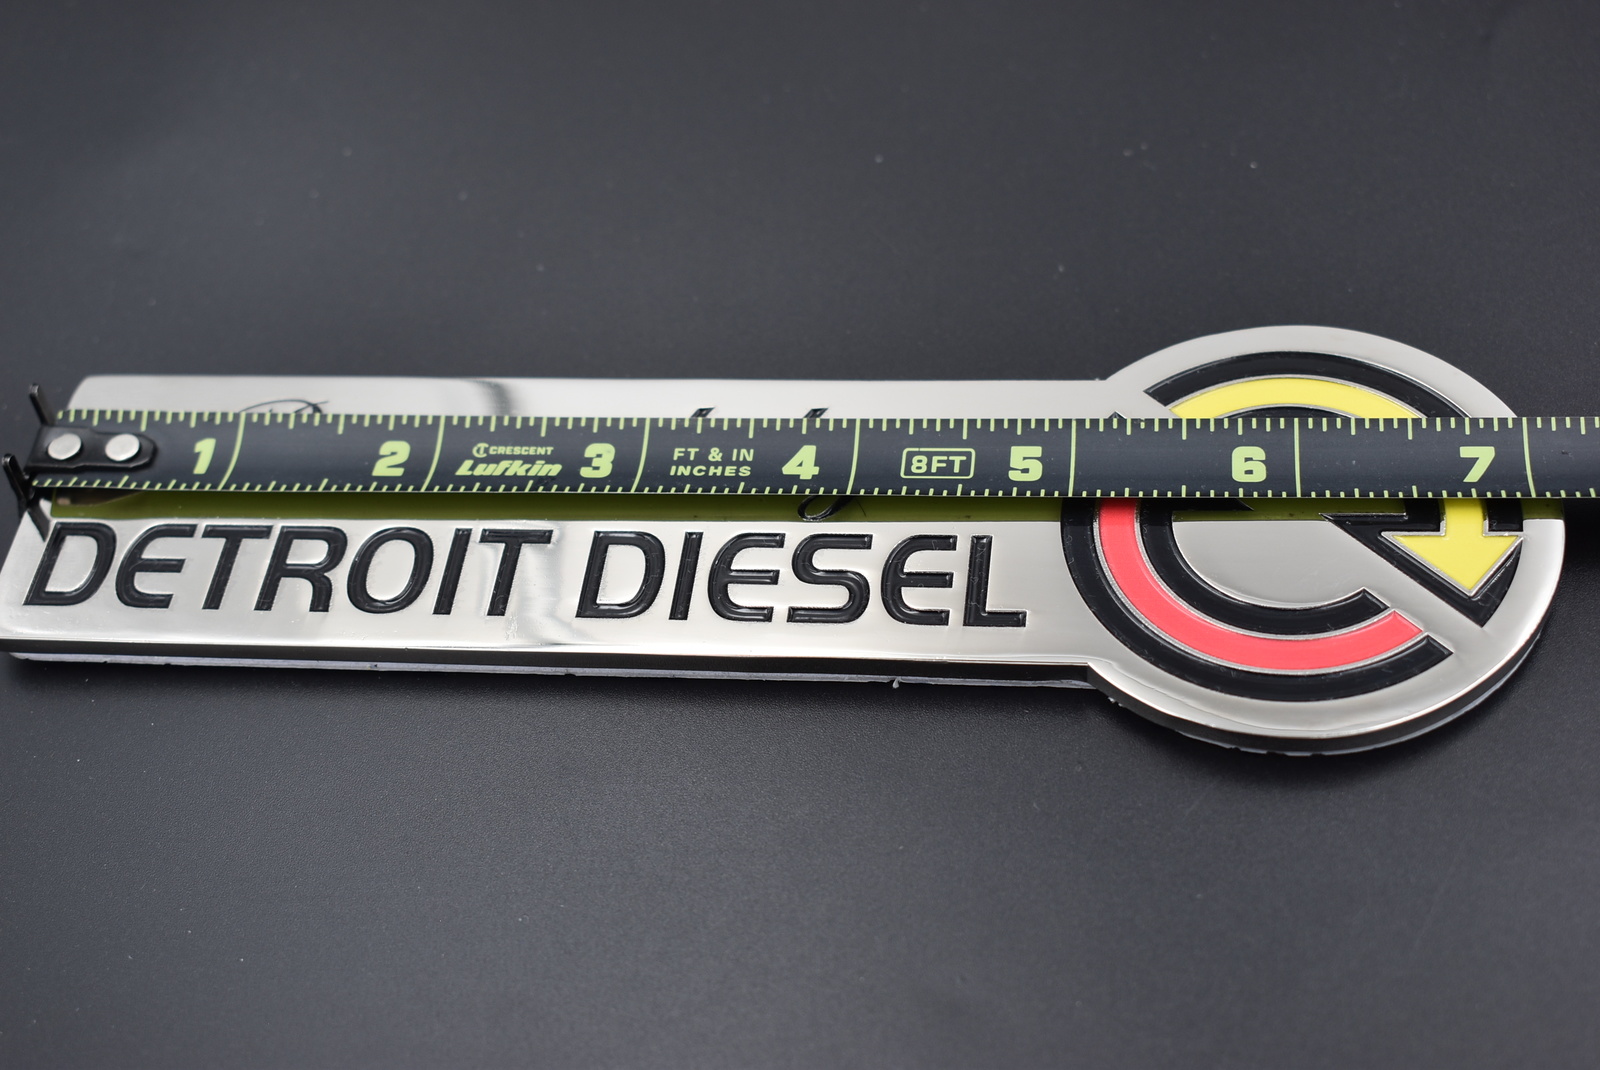 1 2 3 4 5 6 7
CRESCENT
Lufkin
FT & IN
INCHES
8FT
DETROIT DIESEL